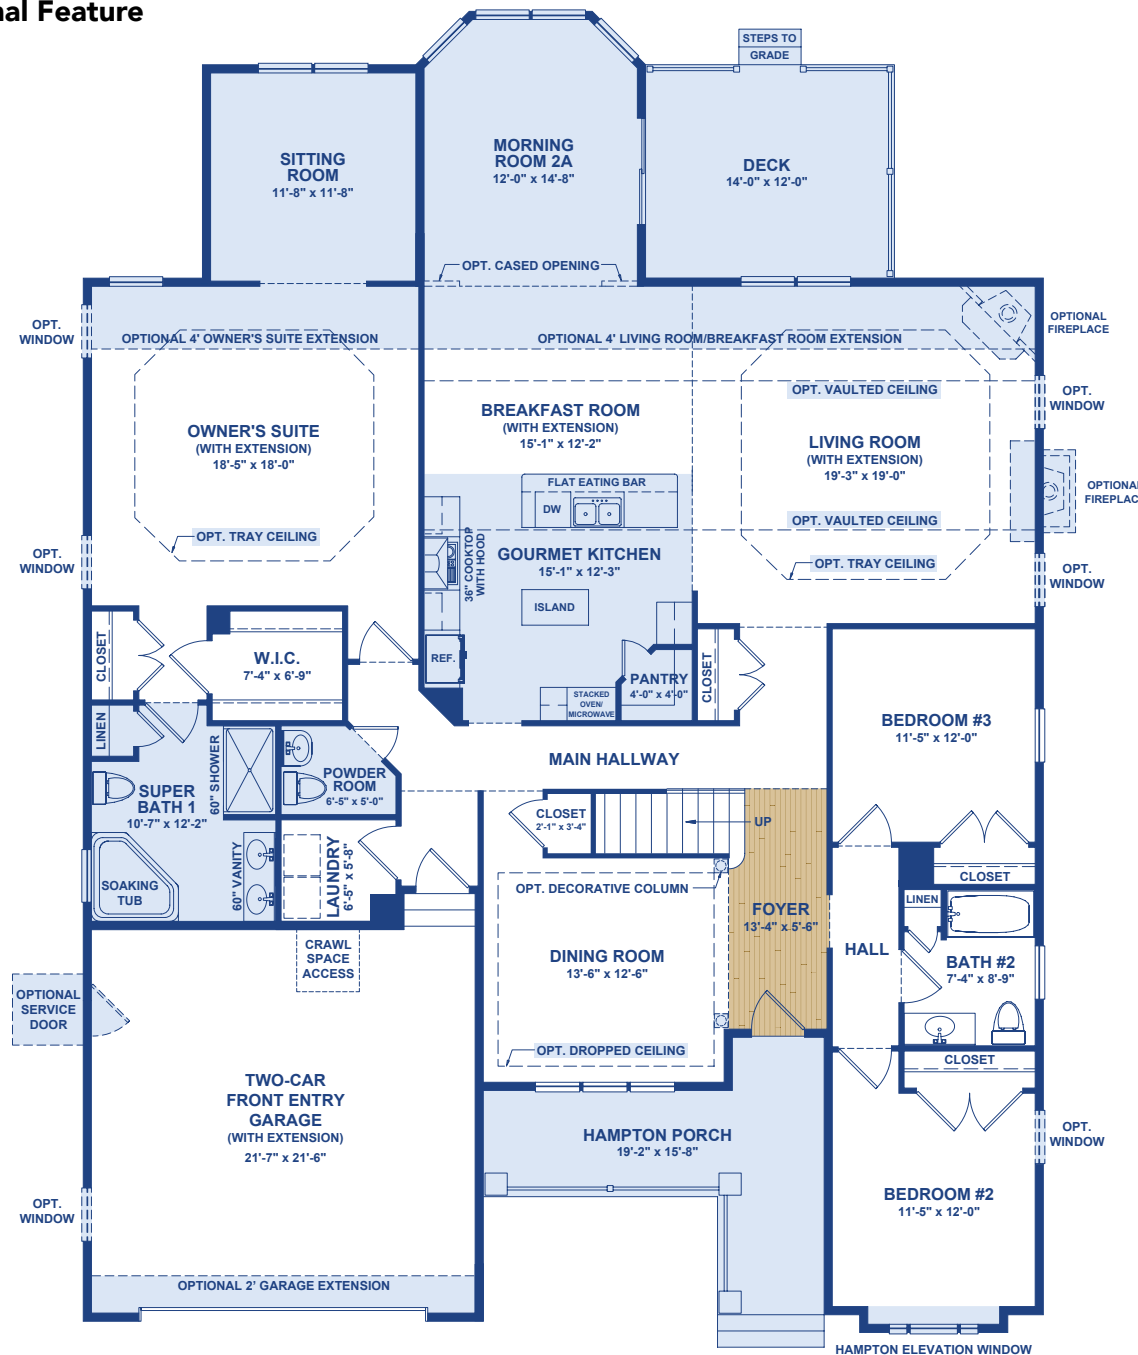 nal Feature
STEPS TO
GRADE
SITTING
ROOM
11'-8" x 11'-8"
MORNING
ROOM 2A
12'-0" x 14'-8"
DECK
14'-0" x 12'-0"
OPT. CASED OPENING
OPT.
WINDOW
OPTIONAL 4' OWNER'S SUITE EXTENSION
OPTIONAL 4' LIVING ROOM/BREAKFAST ROOM EXTENSION
OPTIONAL
FIREPLACE
OPT. VAULTED CEILING
OPT.
WINDOW
OWNER'S SUITE
(WITH EXTENSION)
18'-5" x 18'-0"
BREAKFAST ROOM
(WITH EXTENSION)
15'-1" x 12'-2"
LIVING ROOM
(WITH EXTENSION)
19'-3" x 19'-0"
FLAT EATING BAR
DW
OPTIONAL
FIREPLAC
OPT. VAULTED CEILING
OPT. TRAY CEILING
OPT.
WINDOW
36" COOKTOP
WITH HOOD
GOURMET KITCHEN
15'-1" x 12'-3"
OPT. TRAY CEILING
OPT.
WINDOW
ISLAND
CLOSET
W.I.C.
7'-4" x 6'-9"
REF.
PANTRY
4'-0" x 4'-0"
CLOSET
STACKED
OVEN/
MICROWAVE
BEDROOM #3
11'-5" x 12'-0"
LINEN
60" SHOWER
MAIN HALLWAY
POWDER
ROOM
6'-5" x 5'-0"
SUPER
BATH 1
10'-7" x 12'-2"
CLOSET
2'-1" x 3'-4"
UP
60" VANITY
LAUNDRY
6'-5" x 5'-8"
SOAKING
TUB
OPT. DECORATIVE COLUMN
CLOSET
LINEN
FOYER
13'-4" x 5'-6"
CRAWL
SPACE
ACCESS
DINING ROOM
13'-6" x 12'-6"
HALL
BATH #2
7'-4" x 8'-9"
OPTIONAL
SERVICE
DOOR
OPT. DROPPED CEILING
CLOSET
TWO-CAR
FRONT ENTRY
GARAGE
(WITH EXTENSION)
21'-7" x 21'-6"
HAMPTON PORCH
19'-2" x 15'-8"
OPT.
WINDOW
BEDROOM #2
11'-5" x 12'-0"
OPT.
WINDOW
OPTIONAL 2' GARAGE EXTENSION
HAMPTON ELEVATION WINDOW